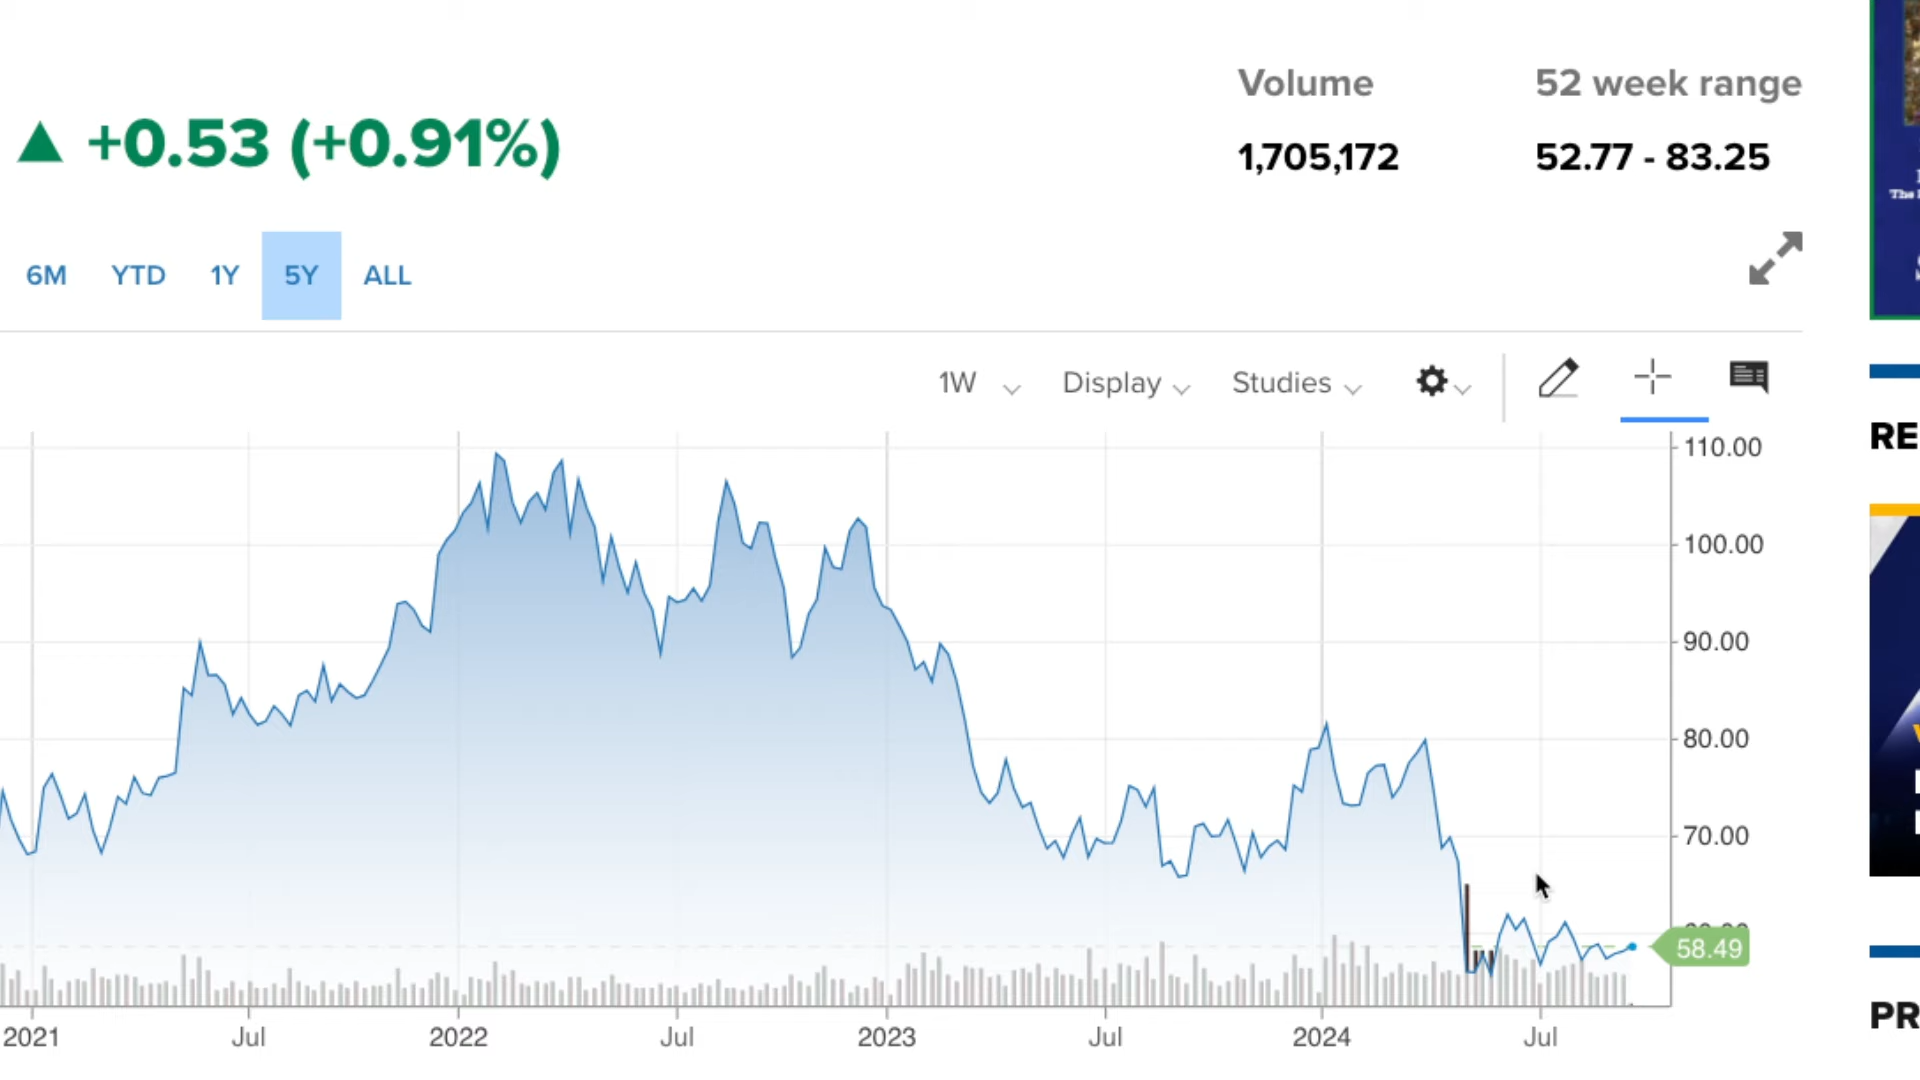 Volume
52 week range
+0.53 (+0.91%)
1,705,172
52.77 - 83.25
The
6M YTD 1Y 5Y ALL
1W Display Studies
RE
110.00
100.00
90.00
80.00
70.00
58.49
2021 Jul 2022 Jul 2023 Jul 2024 Jul
PR